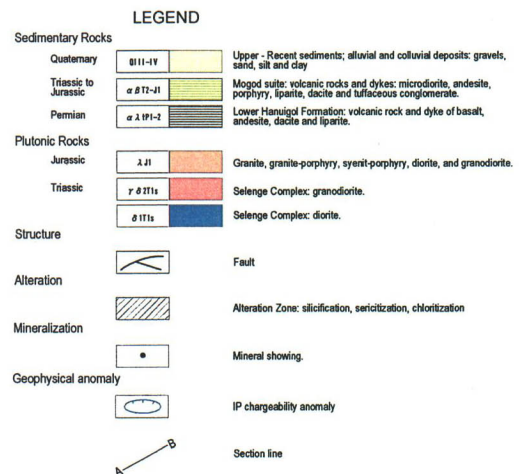 LEGEND
Sedimentary Rocks
Quaternary QIII-IV Upper - Recent sediments; alluvial and colluvial deposits: gravels,
sand, silt and clay
Triassic to
Jurassic α δ T2-J1 Mogod suite: volcanic rocks and dykes: microdiorite, andesite,
porphyry, liparite, dacite and tuffaceous conglomerate.
Permian α λ tP1-2 Lower Hanuigol Formation: volcanic rock and dyke of basalt,
andesite, dacite and liparite.
Plutonic Rocks
Jurassic λ J1 Granite, granite-porphyry, syenit-porphyry, diorite, and granodiorite.
Triassic γ δ 2T1s Selenge Complex: granodiorite.
δ 1T1s Selenge Complex: diorite.
Structure
Fault
Alteration
Alteration Zone: silicification, sericitization, chloritization
Mineralization
Mineral showing.
Geophysical anomaly
IP chargeability anomaly
A B Section line